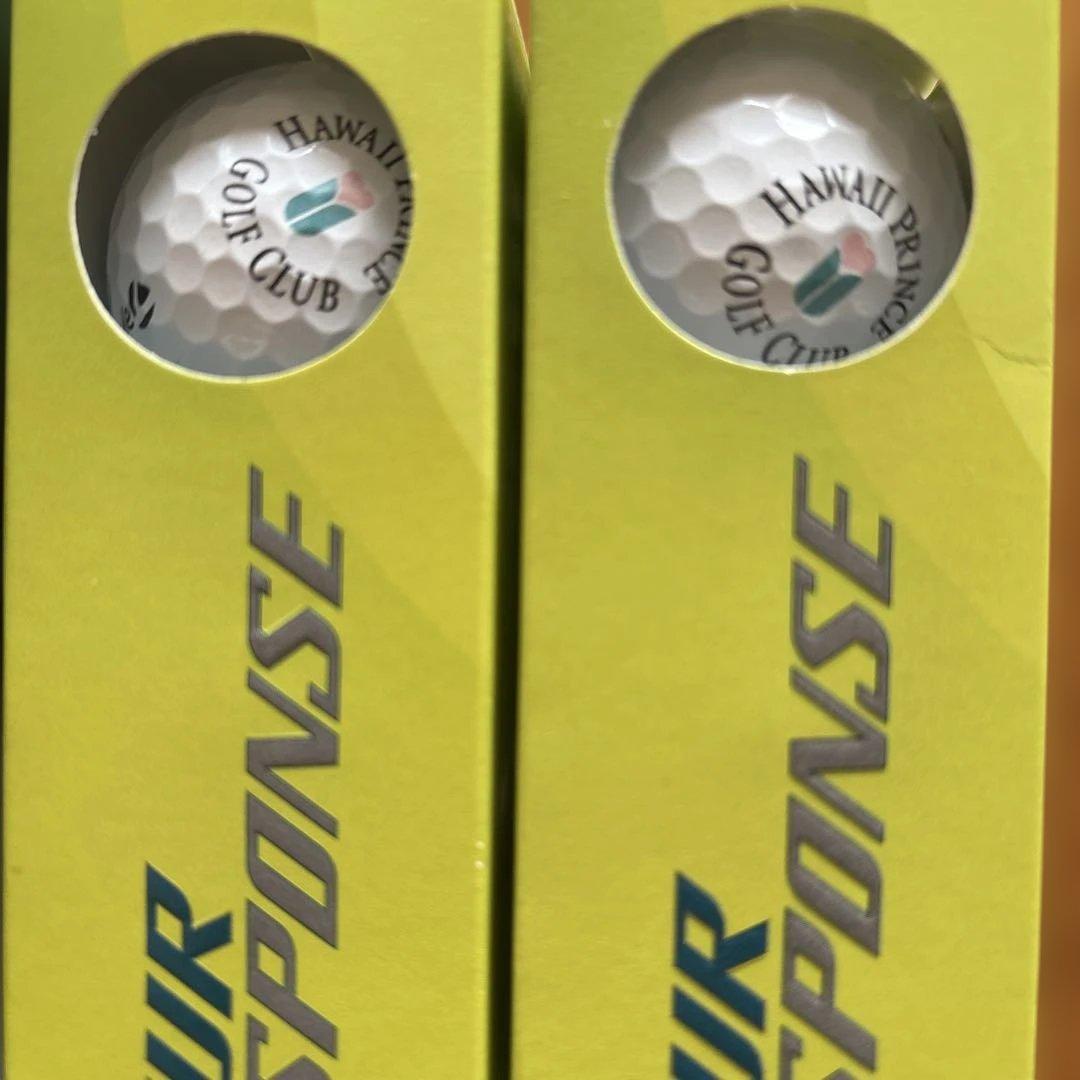 HAWAII PRINCE
GOLF CLUB
HAWAII PRINCE
GOLF CLUB
UR
SPONSE
UR
SPONSE